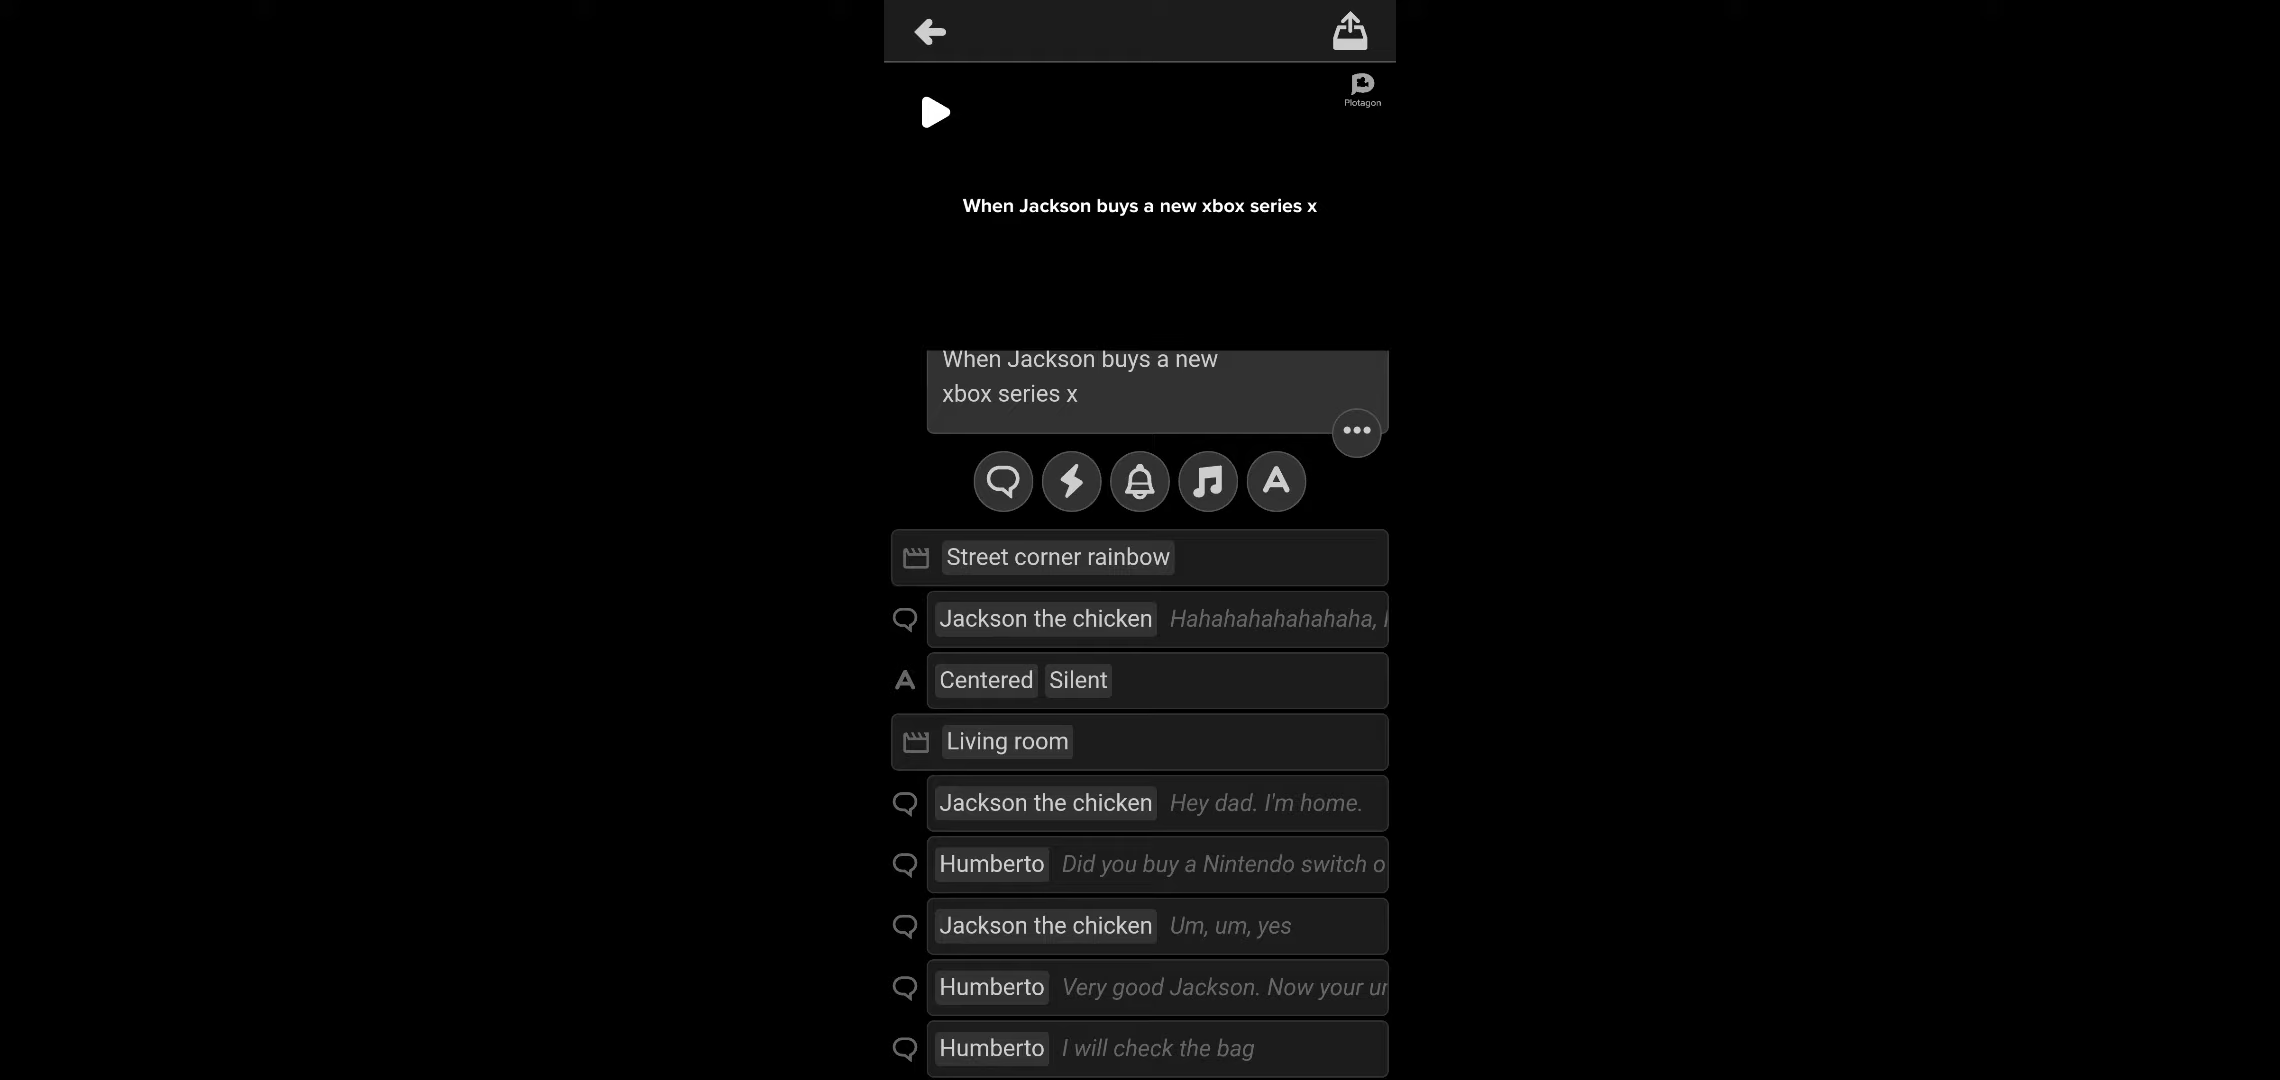 Plotagon
When Jackson buys a new xbox series x
When Jackson buys a new
xbox series x
Street corner rainbow
Jackson the chicken Hahahahahahahaha,
Centered Silent
Living room
Jackson the chicken Hey dad. I'm home.
Humberto Did you buy a Nintendo switch
Jackson the chicken Um, um, yes
Humberto Very good Jackson. Now your
Humberto I will check the bag